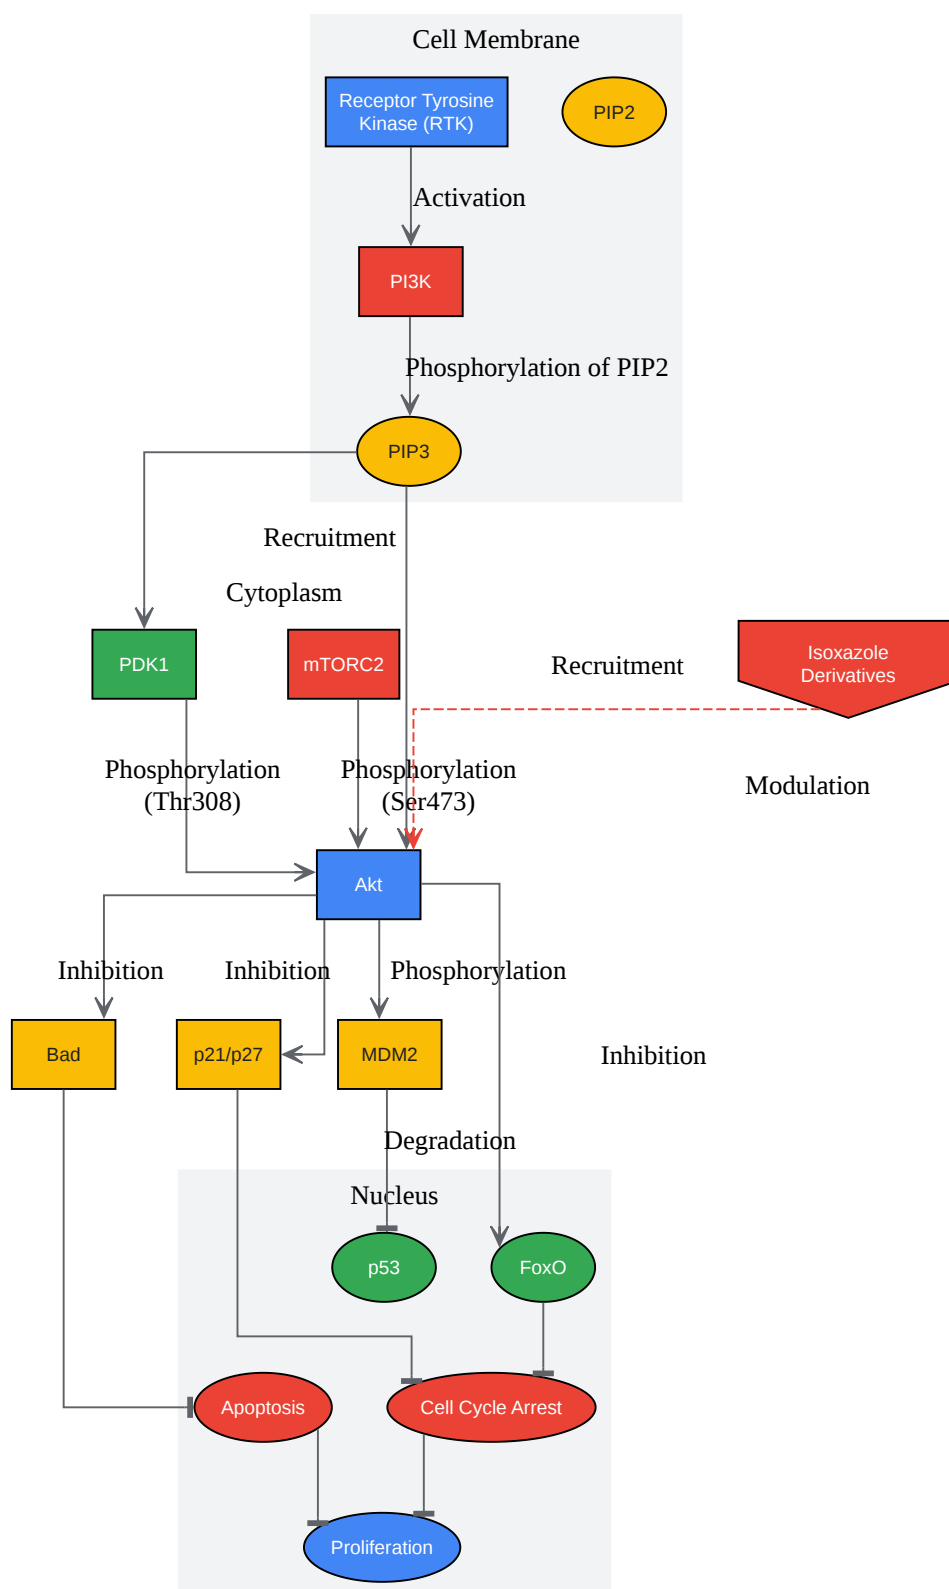 Cell Membrane
Receptor Tyrosine
Kinase (RTK)
PIP2
Activation
PI3K
Phosphorylation of PIP2
PIP3
Recruitment
Cytoplasm
PDK1
mTORC2
Recruitment
Isoxazole
Derivatives
Phosphorylation
(Thr308)
Phosphorylation
(Ser473)
Modulation
Akt
Inhibition
Inhibition
Phosphorylation
Bad
p21/p27
MDM2
Inhibition
Degradation
Nucleus
p53
FoxO
Apoptosis
Cell Cycle Arrest
Proliferation